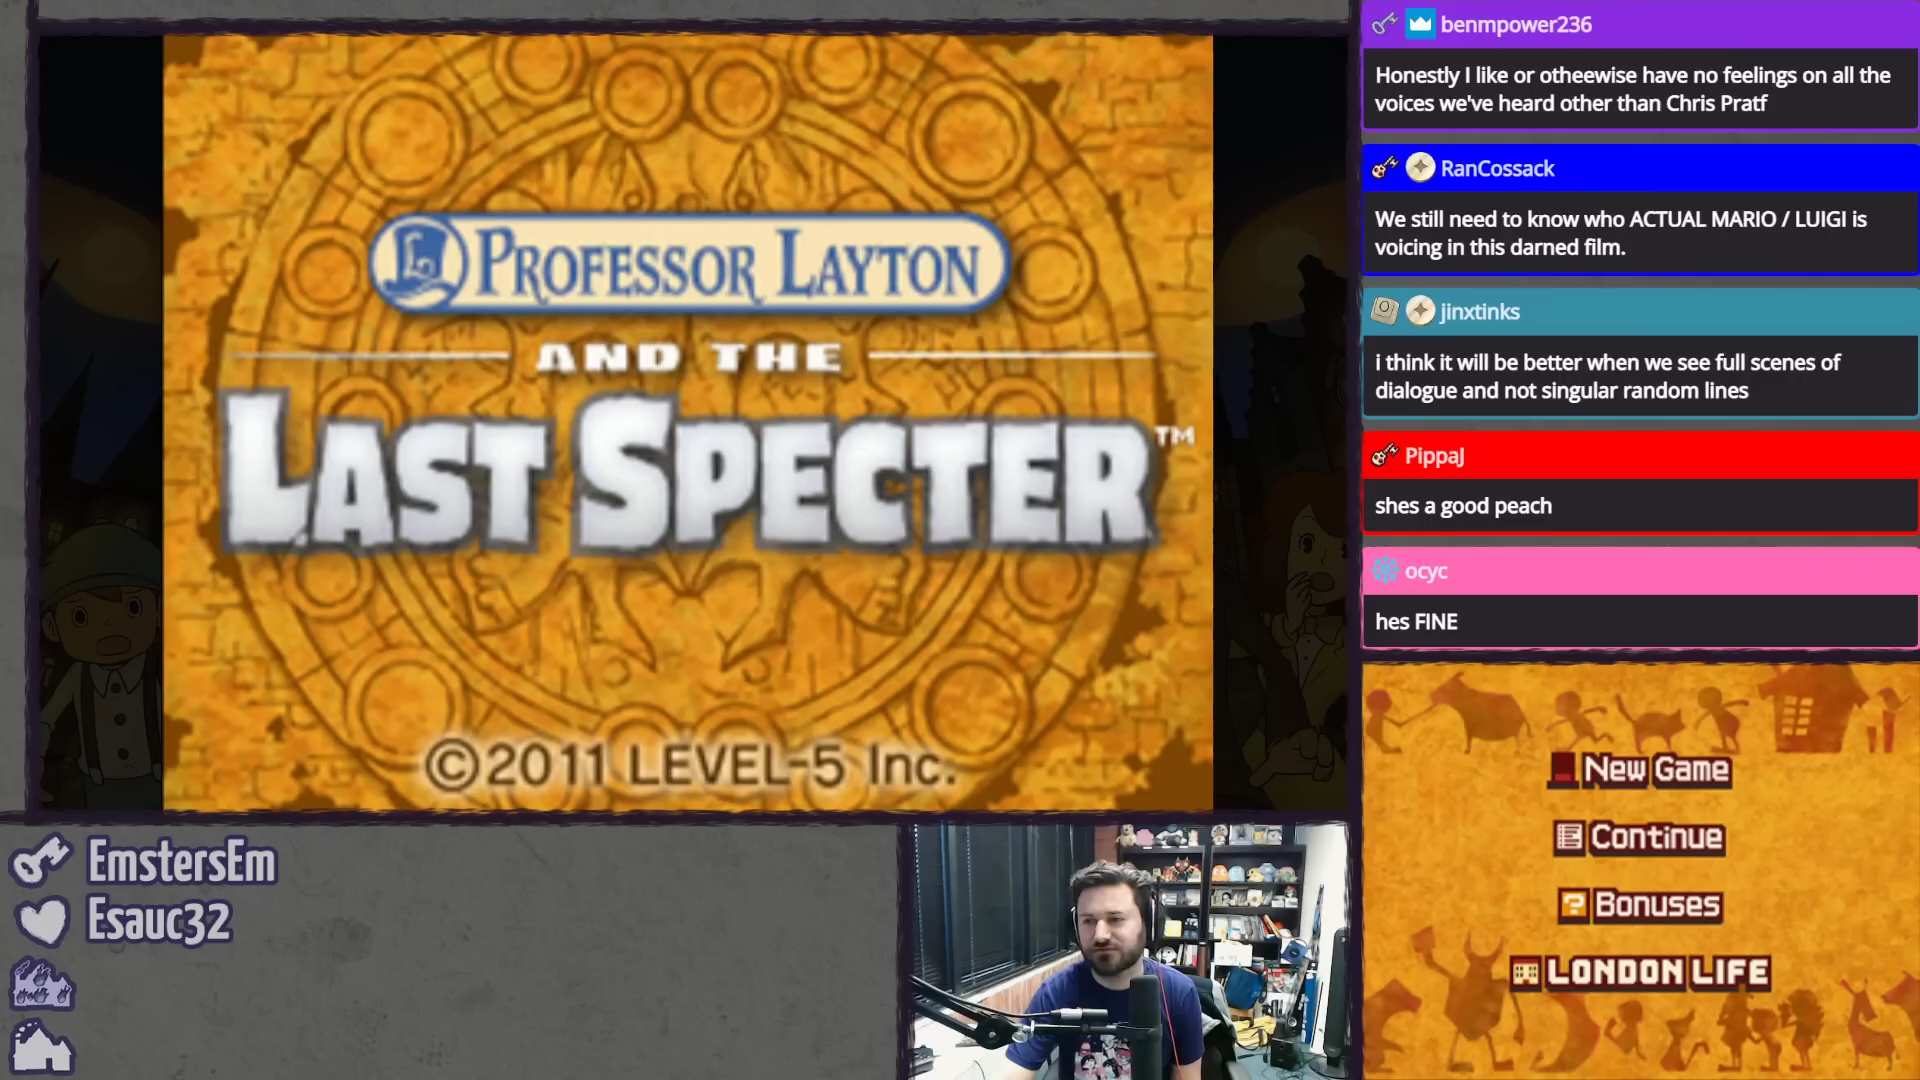 PROFESSOR LAYTON
AND THE
LAST SPECTER™
©2011 LEVEL-5 Inc.
benmpower236
Honestly I like or otheewise have no feelings on all the
voices we've heard other than Chris Pratf
RanCossack
We still need to know who ACTUAL MARIO / LUIGI is
voicing in this darned film.
jinxtinks
i think it will be better when we see full scenes of
dialogue and not singular random lines
PippaJ
shes a good peach
ocyc
hes FINE
New Game
Continue
? Bonuses
LONDON LIFE
EmstersEm
Esauc32